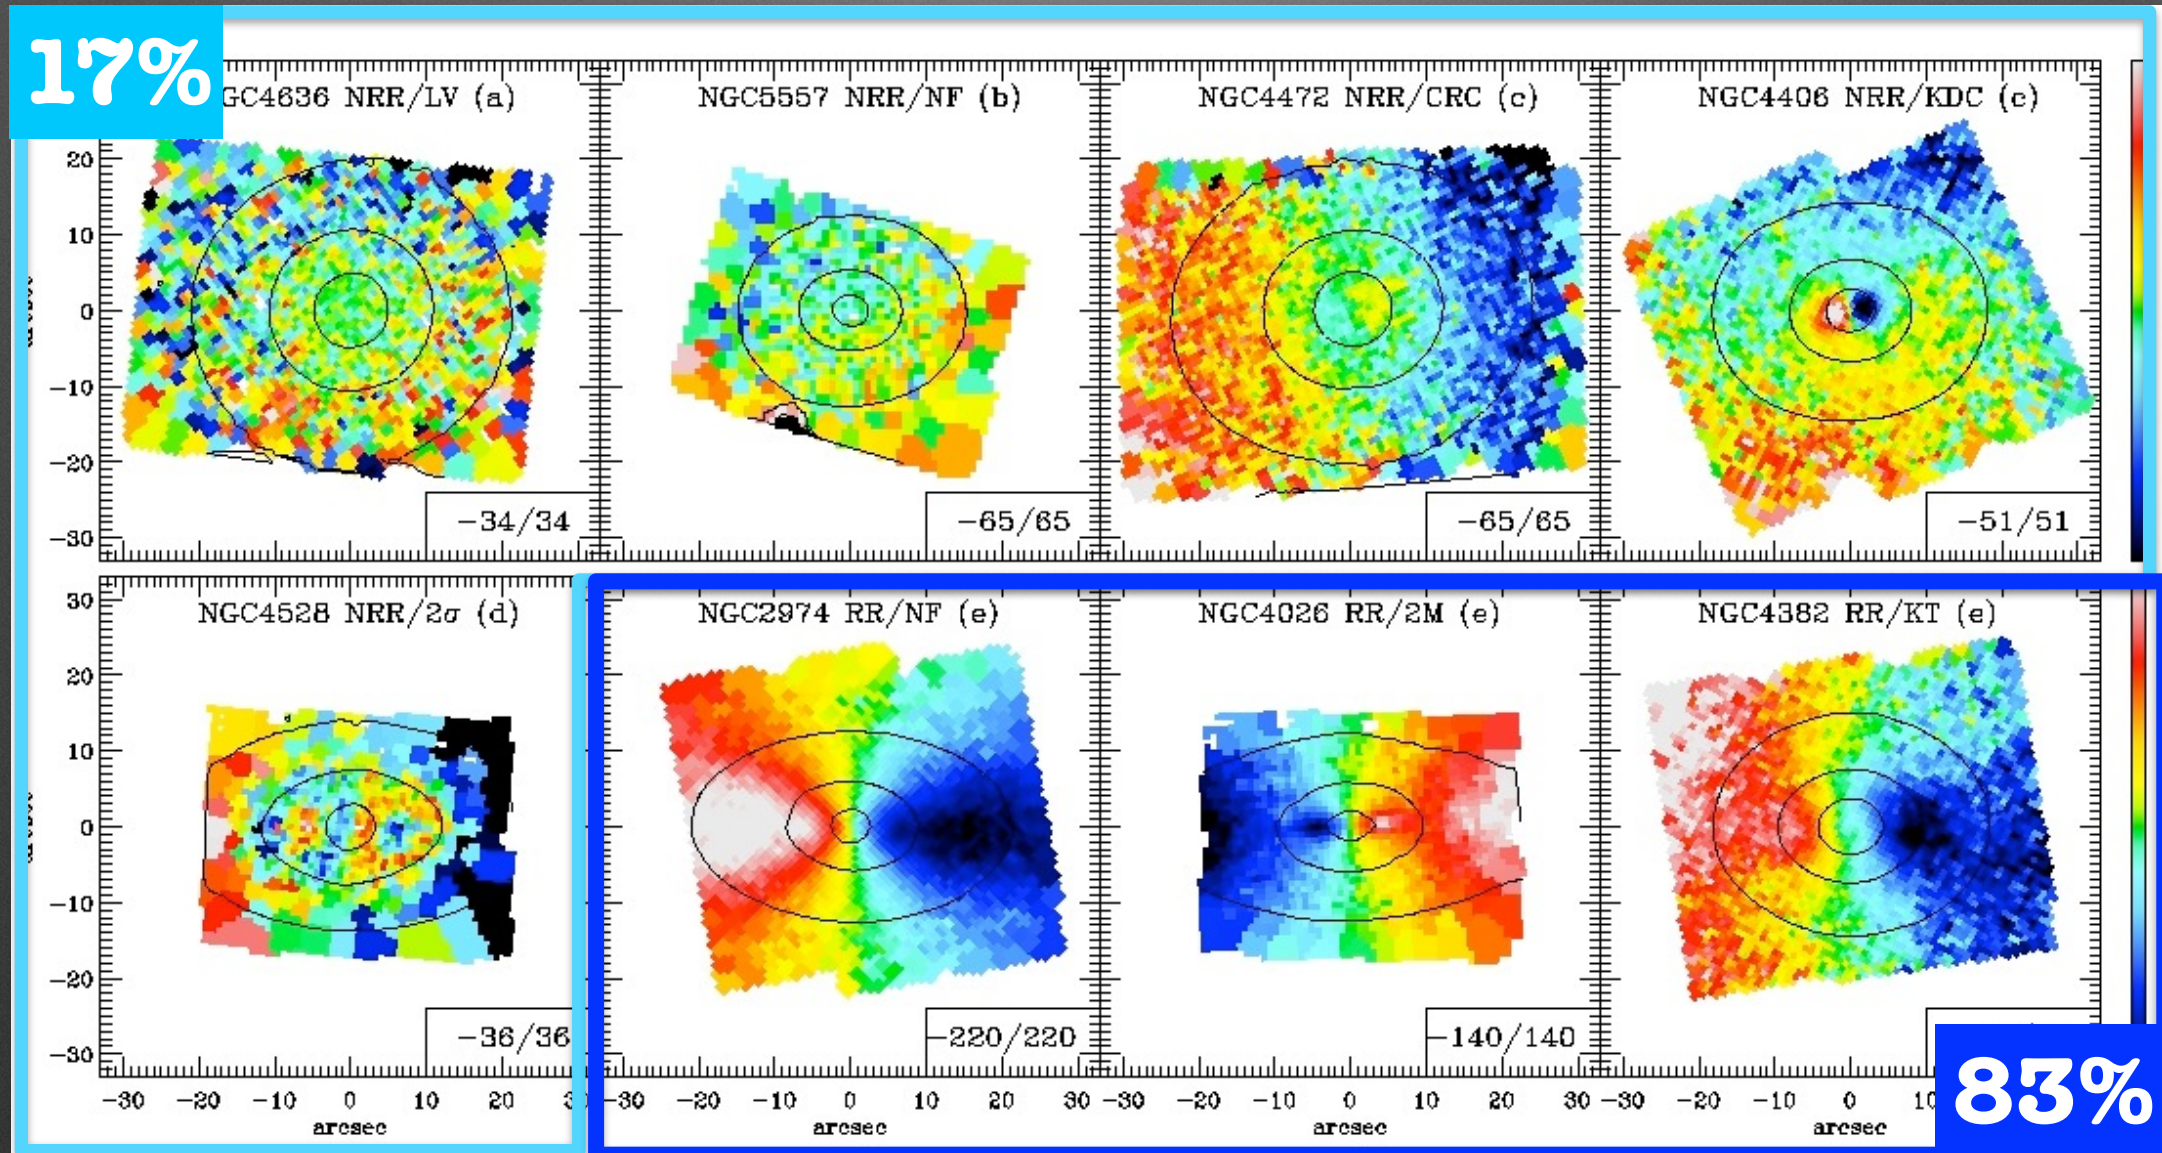 17%
GC4636 NRR/LV (a)
NGC5557 NRR/NF (b)
NGC4472 NRR/CRC (c)
NGC4406 NRR/KDC (c)
20
10
0
−10
−20
−30
−34/34
−65/65
−65/65
−51/51
NGC4528 NRR/2σ (d)
NGC2974 RR/NF (e)
NGC4026 RR/2M (e)
NGC4382 RR/KT (e)
30
20
10
0
−10
−20
−30
−36/36
−220/220
−140/140
83%
−30 −20 −10 0 10 20 3
−30 −20 −10 0 10 20 30
−30 −20 −10 0 10 20 30
−30 −20 −10 0 10
arcsec
arcsec
arcsec
arcsec